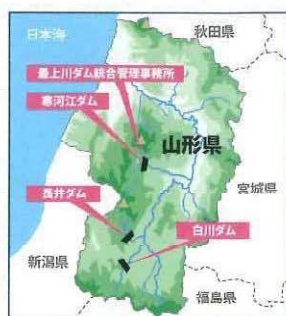 秋田県
日本海
最上川ダム統合管理事務所
寒河江ダム
山形県
宮城県
長井ダム
白川ダム
新潟県
福島県